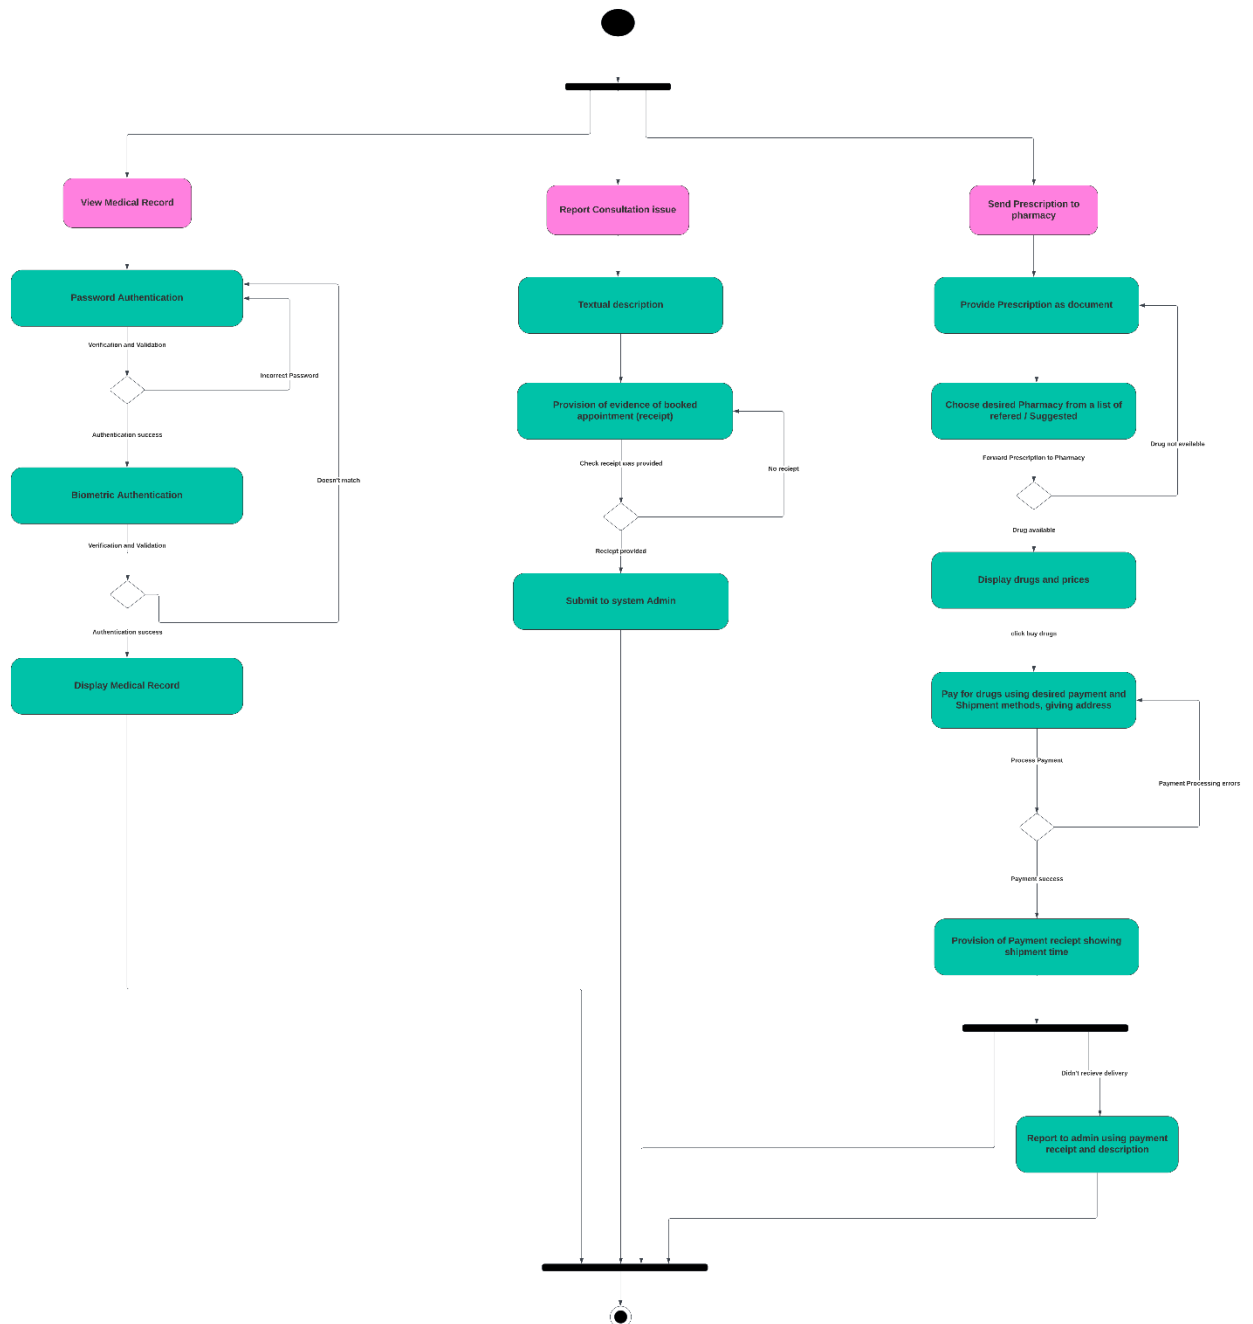 View Medical Record
Password Authentication
Verification and Validation
Incorrect Password
Authentication success
Doesn't match
Biometric Authentication
Verification and Validation
Authentication success
Display Medical Record
Report Consultation issue
Textual description
Provision of evidence of booked
appointment (receipt)
Check receipt was provided
No reciept
Reciept provided
Submit to system Admin
Send Prescription to
pharmacy
Provide Prescription as document
Choose desired Pharmacy from a list of
refered / Suggested
Drug not available
Forward Prescription to Pharmacy
Drug available
Display drugs and prices
click buy drugs
Pay for drugs using desired payment and
Shipment methods, giving address
Process Payment
Payment Processing errors
Payment success
Provision of Payment reciept showing
shipment time
Didn't recieve delivery
Report to admin using payment
receipt and description